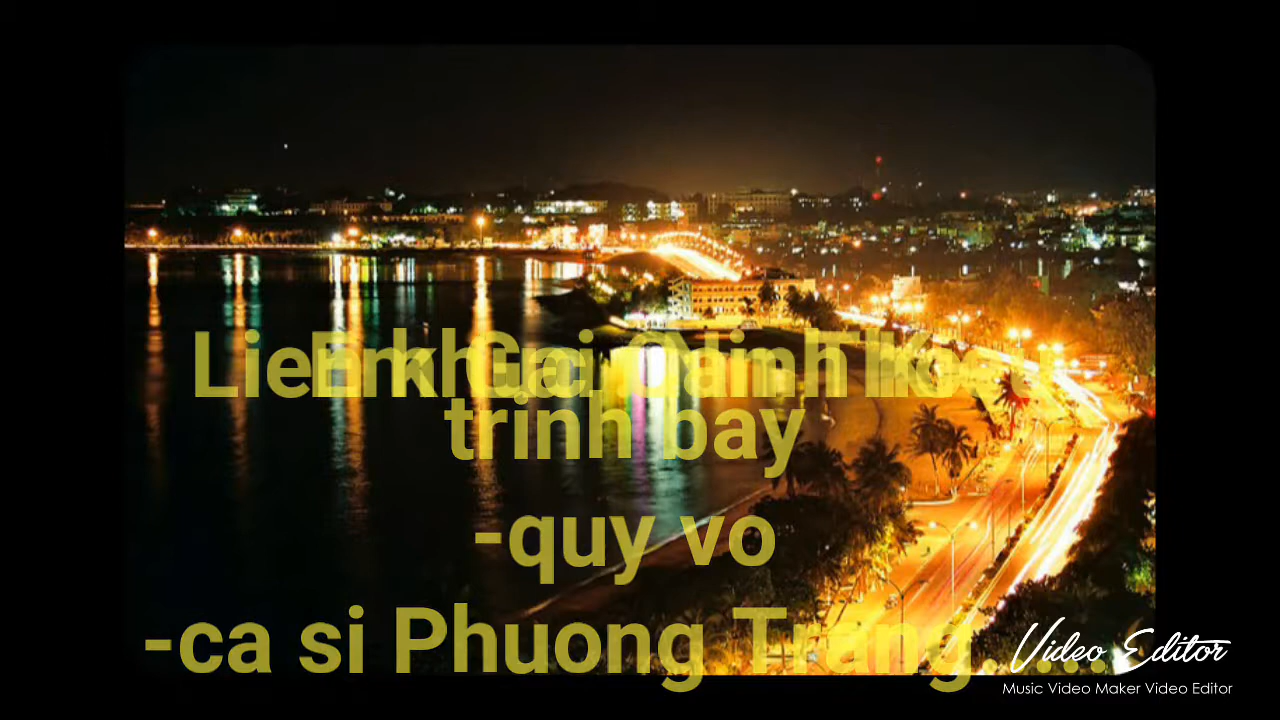 trinh bay
-quy vo
-ca si Phuong Trang
Video Editor
Music Video Maker Video Editor